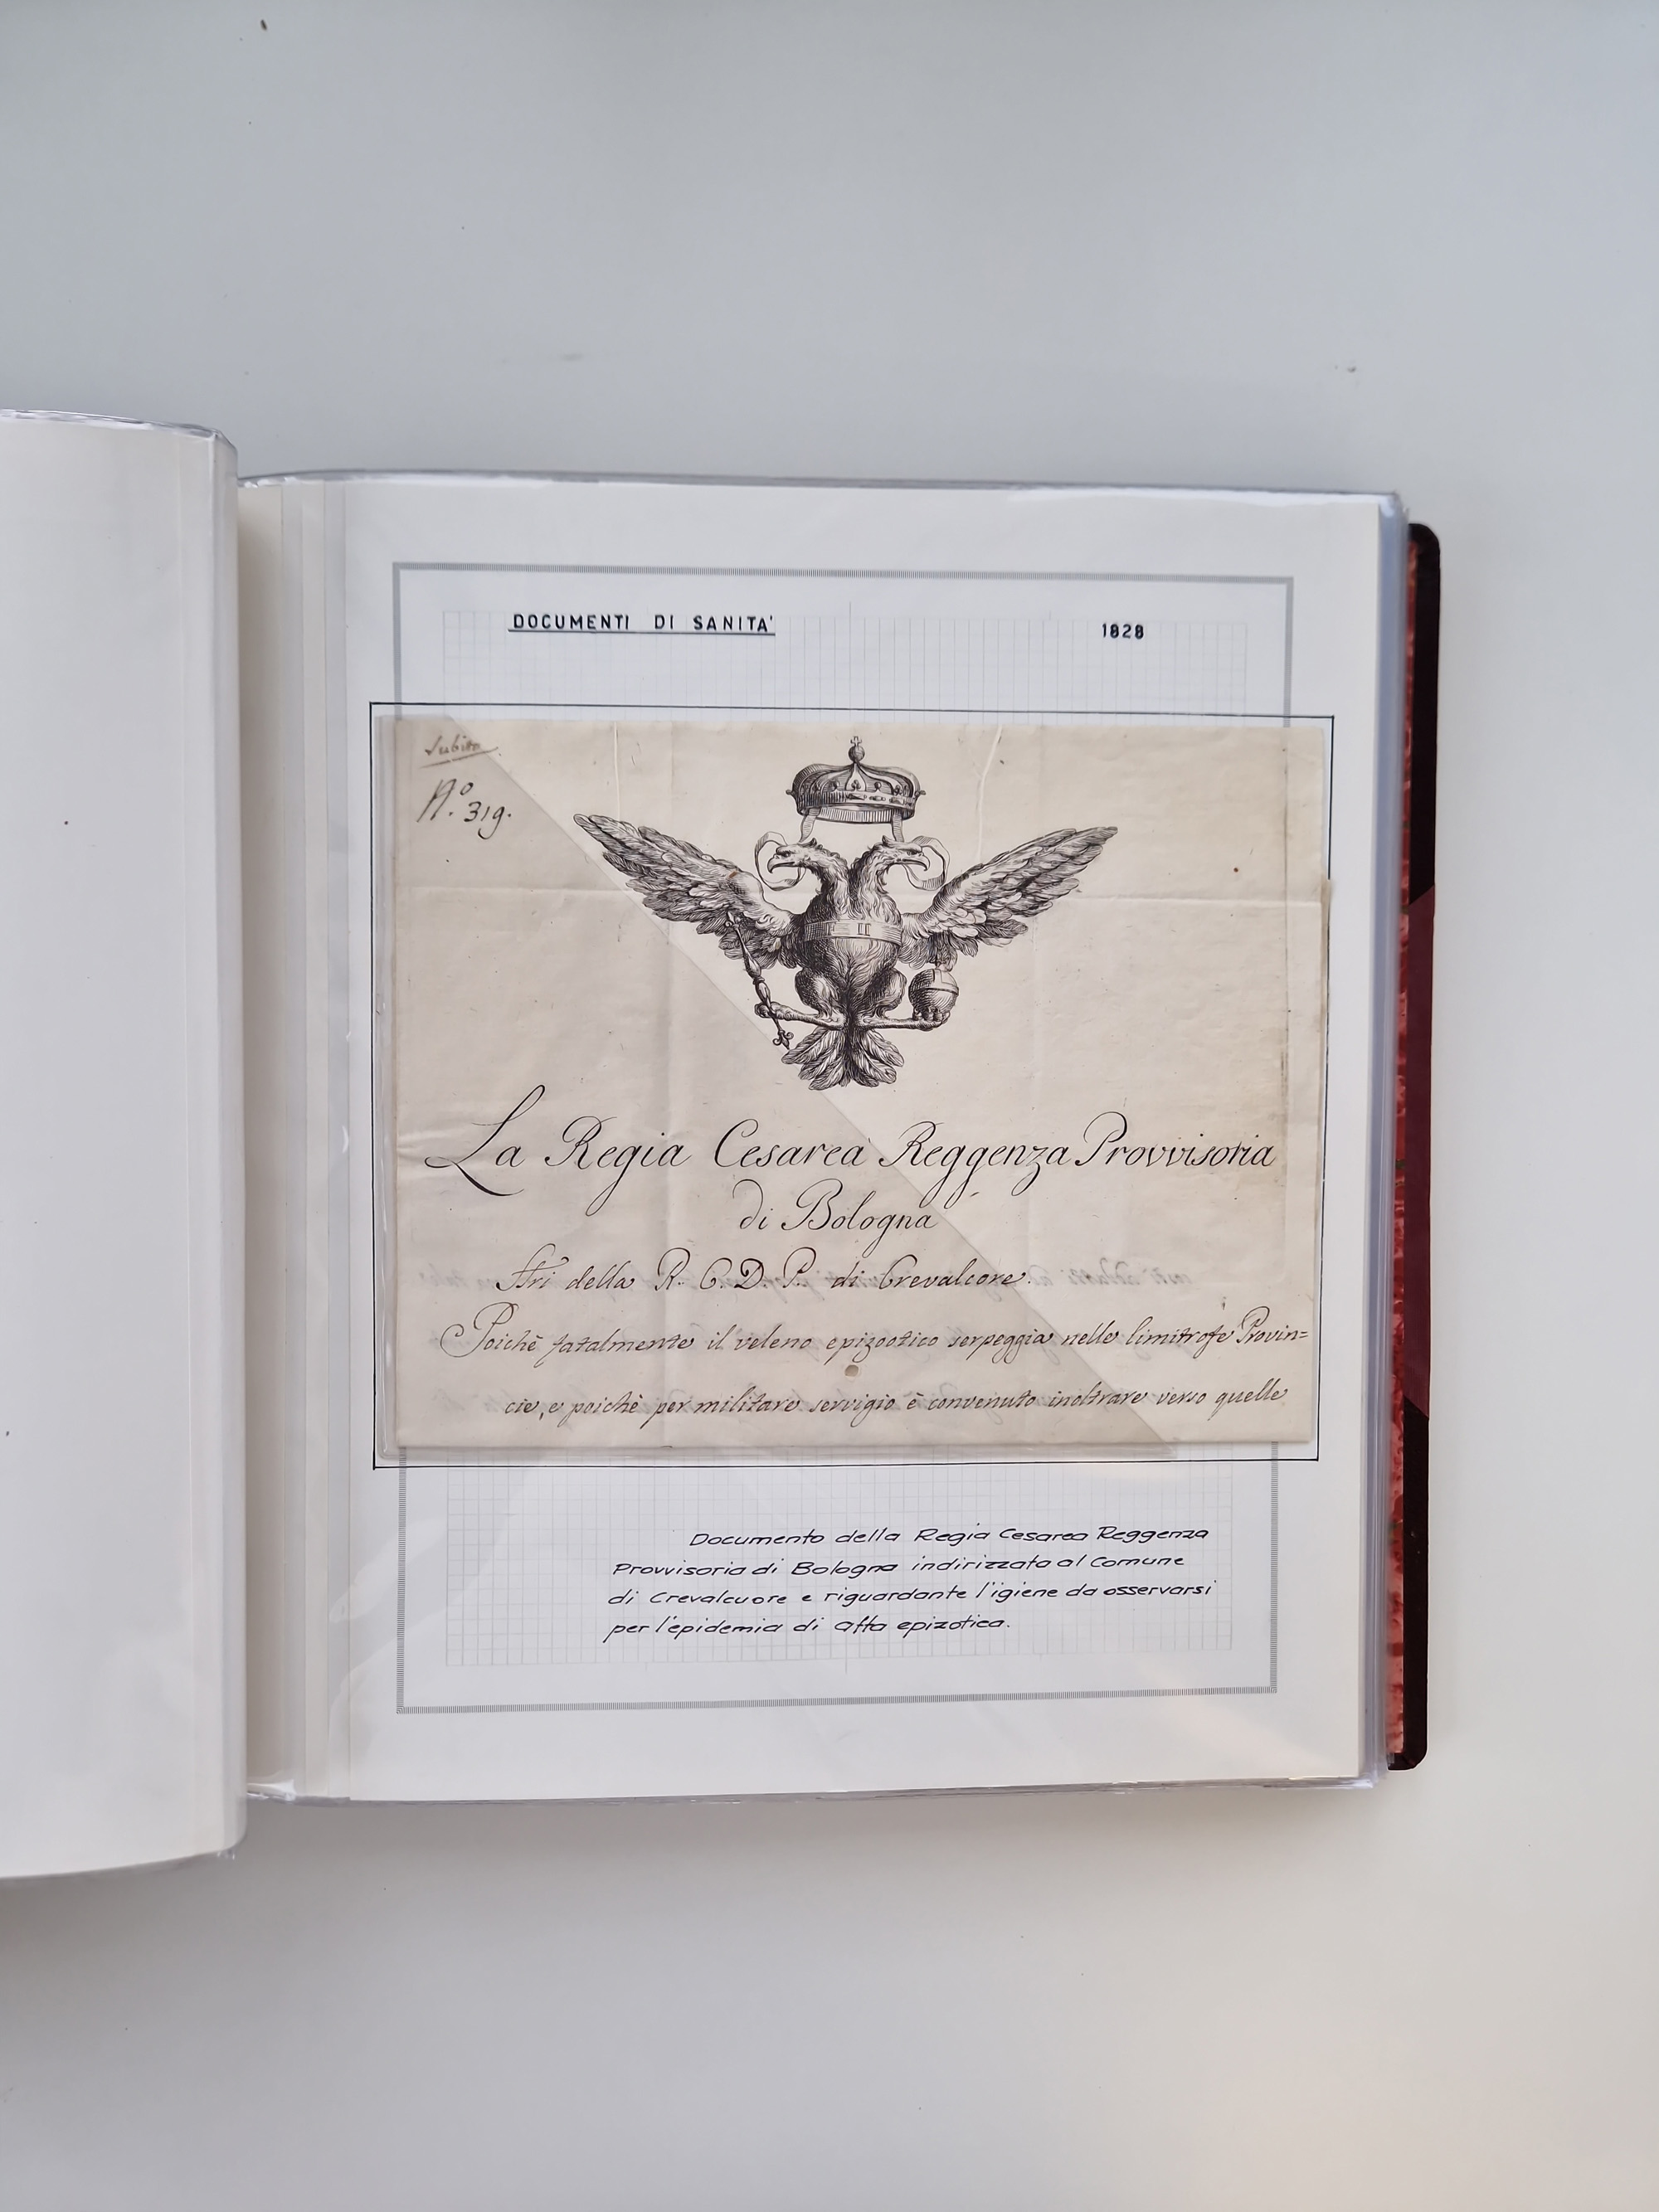 DOCUMENTI DI SANITA'
1828
Subito
N.º 319.
F II
La Regia Cesarea Reggenza Provvisoria
di Bologna
della R. C. D. P. di Crevalcore.
Poichè fatalmente il veleno epizootico serpeggia nelle limitrofe Provin=
cie, e poichè per militare servigio è convenuto inoltrare verso quelle
Documento della Regia Cesarea Reggenza
Provvisoria di Bologna indirizzato al Comune
di Crevalcuore e riguardante l'igiene da osservarsi
per l'epidemia di afta epizotica.